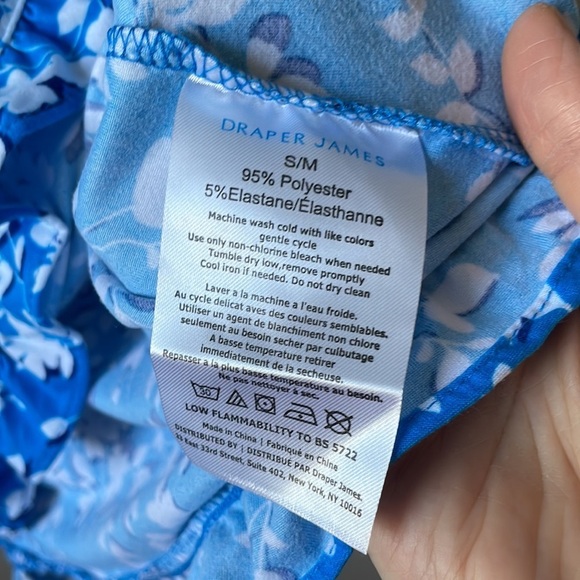 DRAPER JAMES
S/M
95% Polyester
5%Elastane/Élasthanne
Machine wash cold with like colors
gentle cycle
Use only non-chlorine bleach when needed
Tumble dry low,remove promptly
Cool iron if needed. Do not dry clean
Laver a la machine a l'eau froide.
Au cycle delicat avec des couleurs semblables.
Utiliser un agent de blanchiment non chlore
seulement au besoin secher par culbutage
A basse temperature retirer
immediatement de la secheuse.
Repasser a la plus basse temperature au besoin.
Ne pas nettoyer a sec.
30
LOW FLAMMABILITY TO BS 5722
Made in China | Fabriqué en Chine
DISTRIBUTED BY | DISTRIBUÉ PAR Draper James.
East 33rd Street, Suite 402, New York, NY, 10016